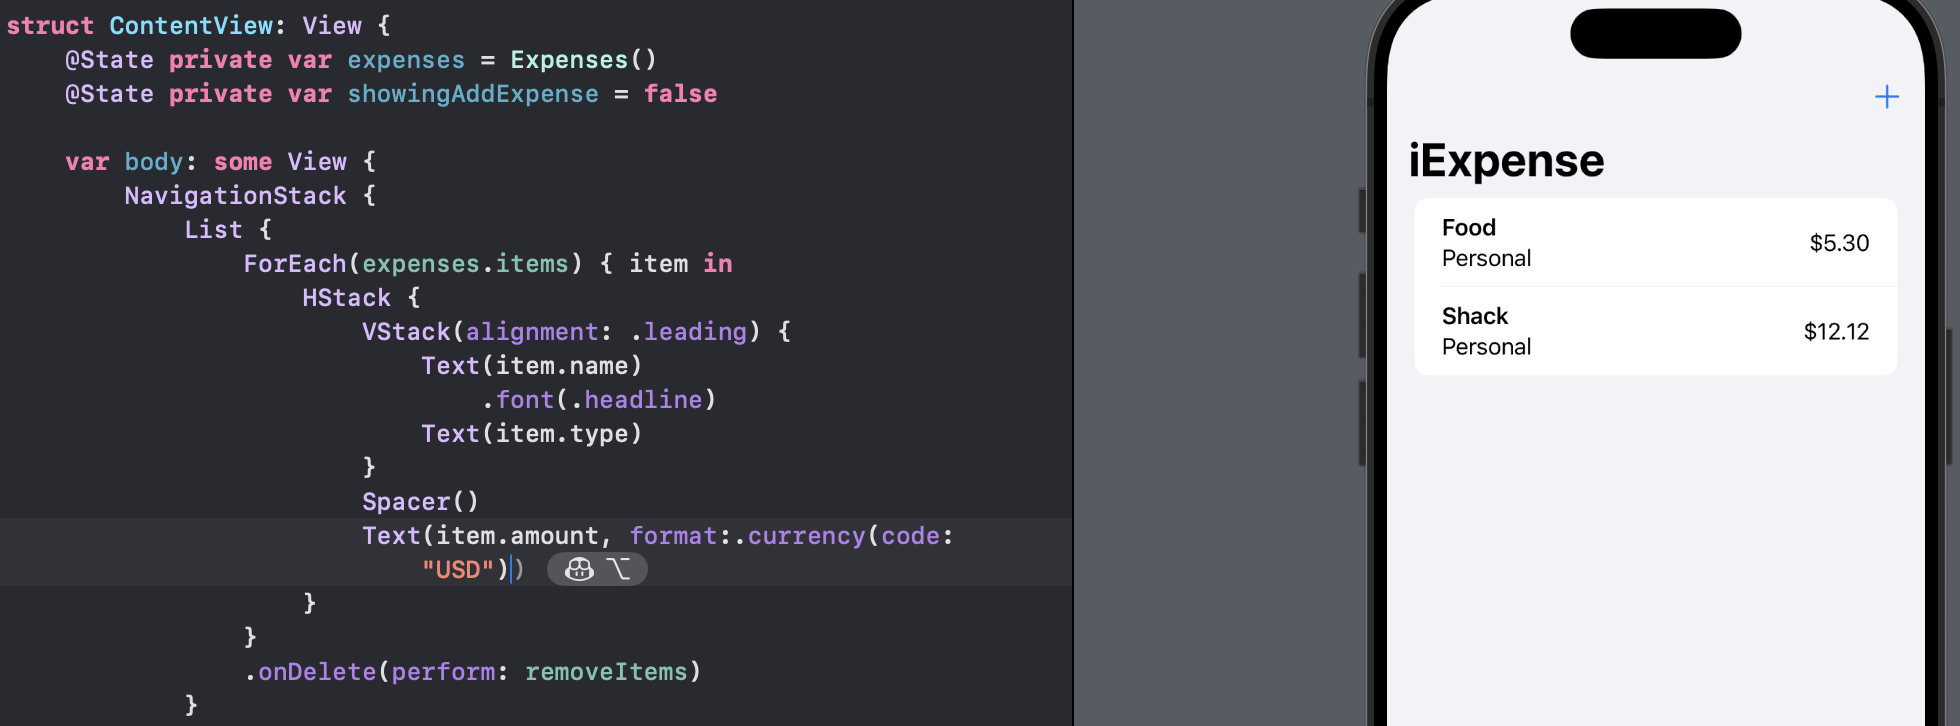 struct ContentView: View {
@State private var expenses = Expenses()
@State private var showingAddExpense = false
var body: some View {
NavigationStack {
List {
ForEach(expenses.items) { item in
HStack {
VStack(alignment: .leading) {
Text(item.name)
.font(.headline)
Text(item.type)
}
Spacer()
Text(item.amount, format:.currency(code:
"USD"))
}
}
.onDelete(perform: removeItems)
}
iExpense
Food
Personal
$5.30
Shack
Personal
$12.12